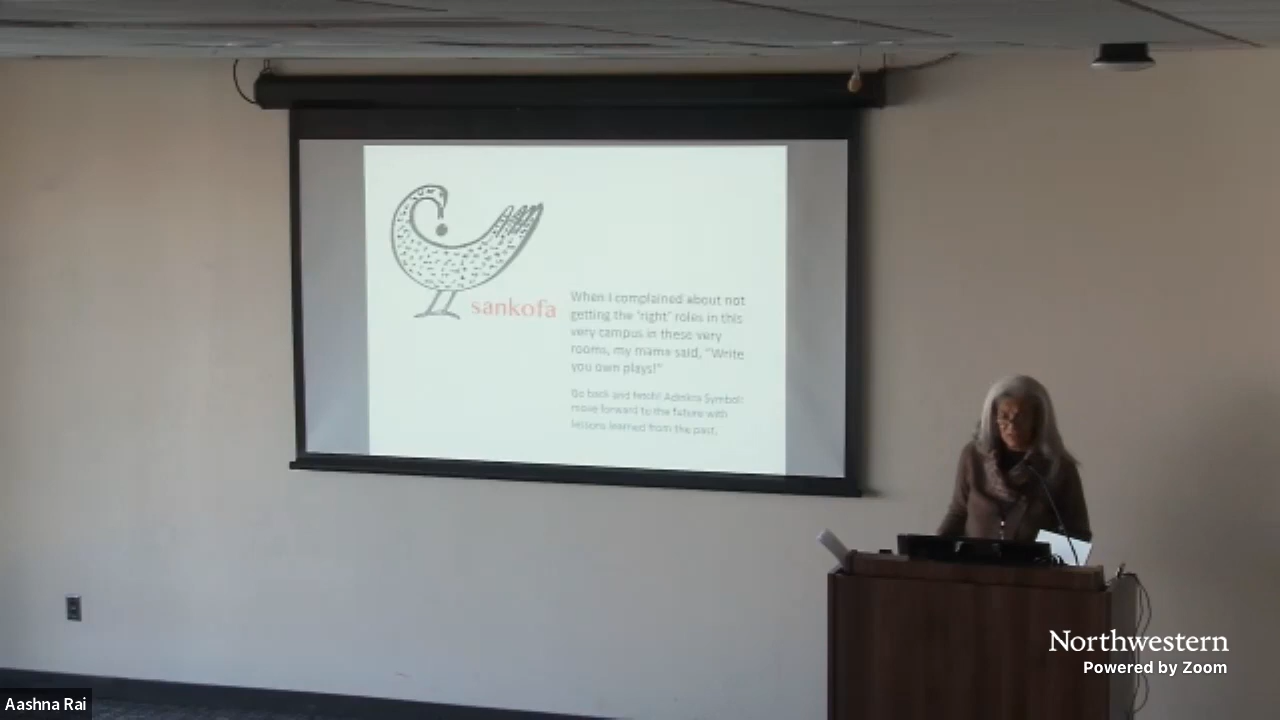 sankofa
When I complained about not
getting the 'right' roles in this
very campus in these very
rooms, my mama said, "Write
you own plays!"
Go back and fetch! Adinkra Symbol:
move forward to the future with
lessons learned from the past.
Northwestern
Powered by Zoom
Aashna Rai